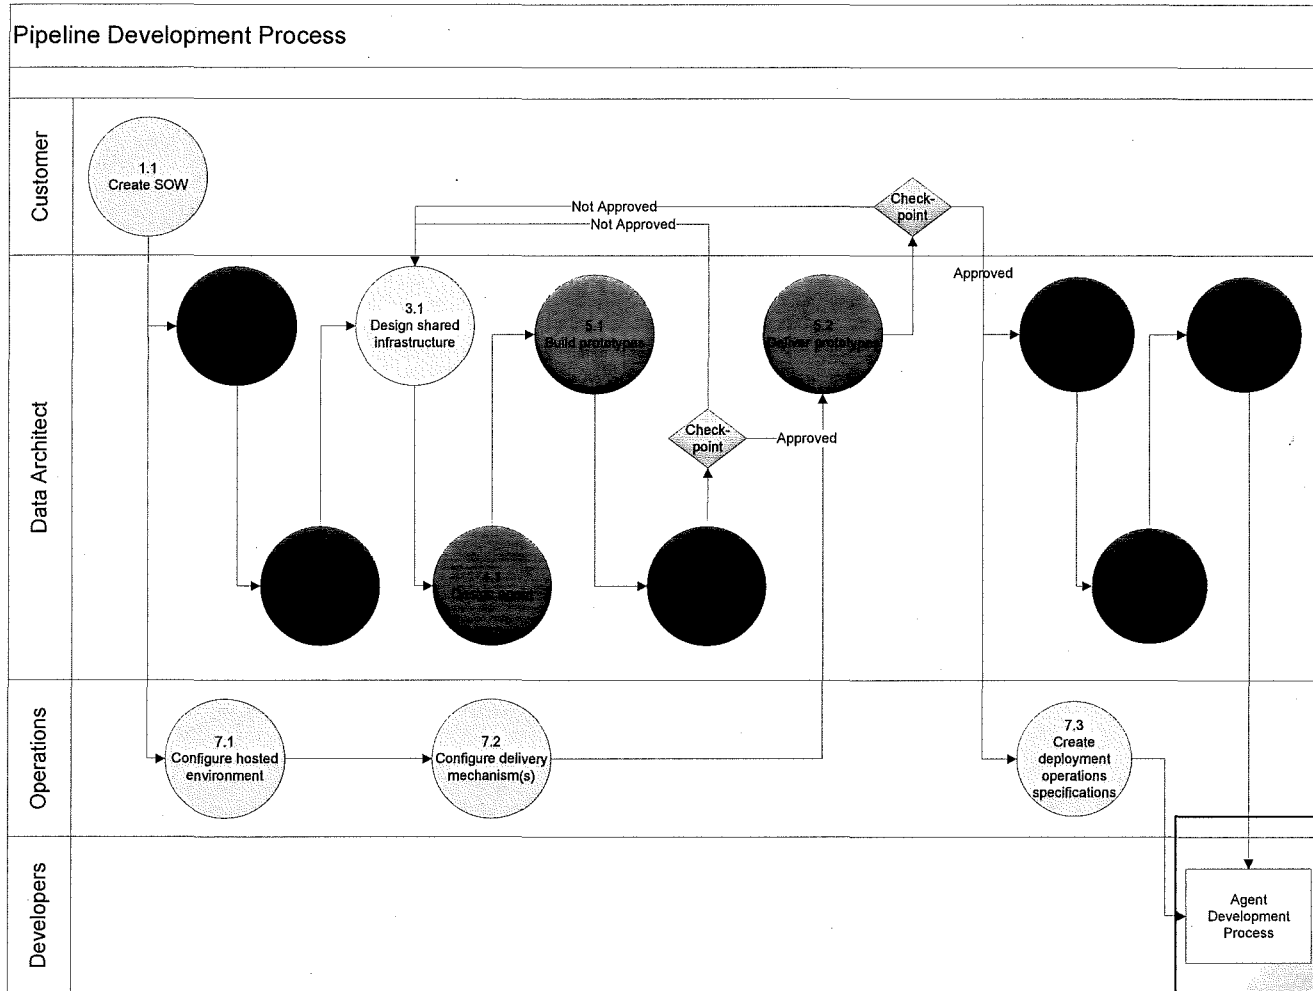 Pipeline Development Process
Customer
1.1
Create SOW
Check-
point
Not Approved
Not Approved
Approved
Data Architect
3.1
Design shared
infrastructure
5.1
Build prototypes
5.2
Deliver prototypes
Check-
point
Approved
Operations
7.1
Configure hosted
environment
7.2
Configure delivery
mechanism(s)
7.3
Create
deployment
operations
specifications
Developers
Agent
Development
Process